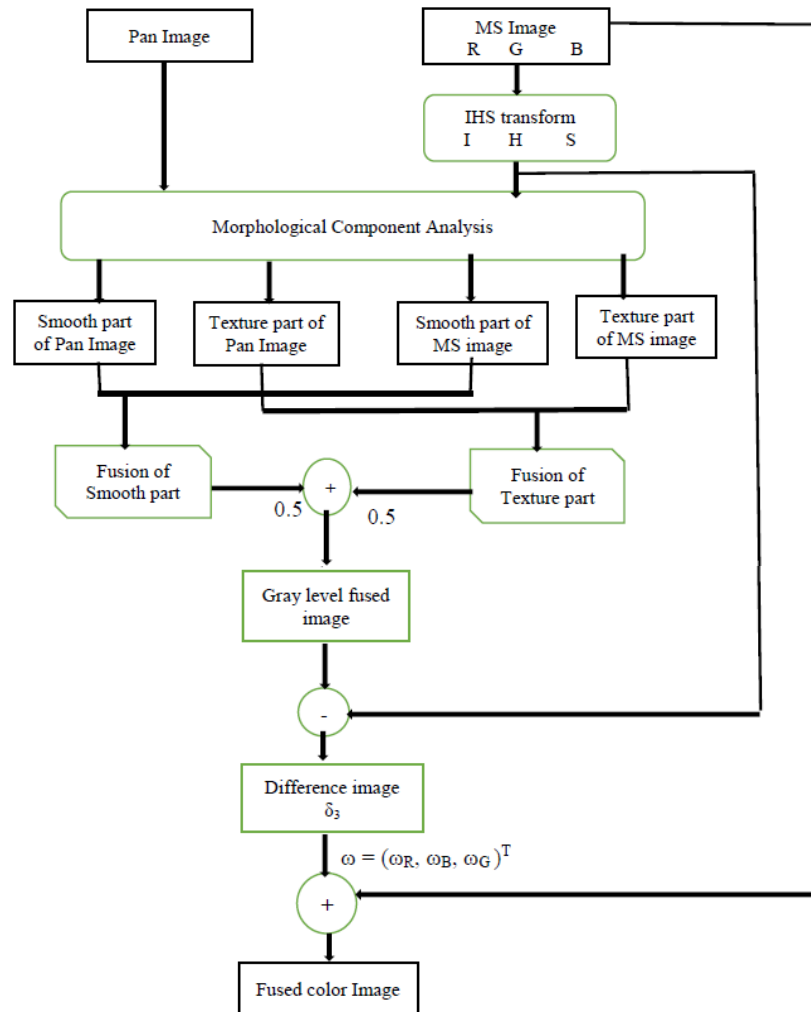 Pan Image
MS Image
R G B
IHS transform
I H S
Morphological Component Analysis
Smooth part
of Pan Image
Texture part of
Pan Image
Smooth part of
MS image
Texture part
of MS image
Fusion of
Smooth part
+
Fusion of
Texture part
0.5
0.5
Gray level fused
image
-
Difference image
δ₃
ω = (ωR, ωB, ωG)ᵀ
+
Fused color Image